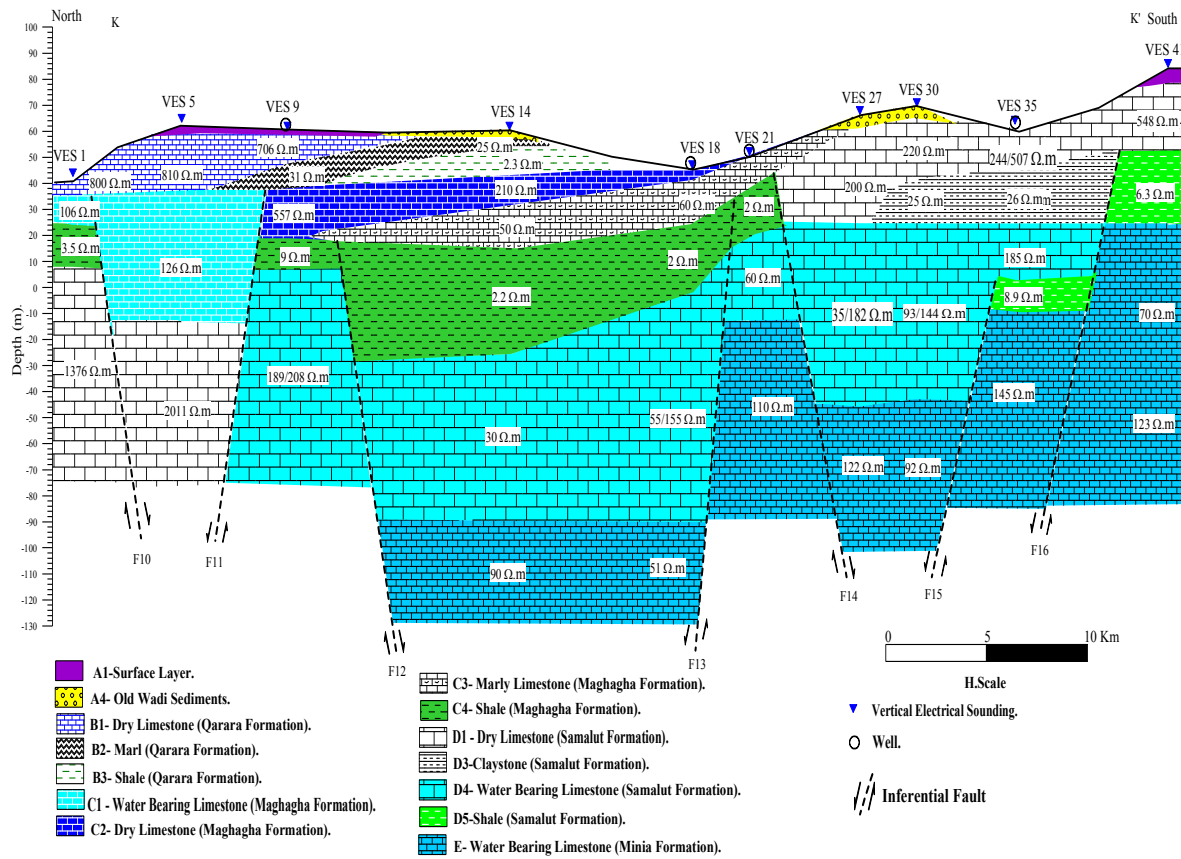 North
K
K' South
100
90
80
70
60
50
40
30
20
10
0
-10
-20
-30
-40
-50
-60
-70
-80
-90
-100
-110
-120
-130
Depth (m).
VES 1
VES 5
VES 9
VES 14
VES 18
VES 21
VES 27
VES 30
VES 35
VES 41
800 Ω.m
810 Ω.m
706 Ω.m
31 Ω.m
25 Ω.m
2.3 Ω.m
210 Ω.m
557 Ω.m
60 Ω.m
50 Ω.m
106 Ω.m
3.5 Ω.m
126 Ω.m
9 Ω.m
2.2 Ω.m
2 Ω.m
2 Ω.m
60 Ω.m
220 Ω.m
200 Ω.m
244/507 Ω.m
25 Ω.m
26 Ω.m
548 Ω.m
6.3 Ω.m
185 Ω.m
8.9 Ω.m
35/182 Ω.m
93/144 Ω.m
70 Ω.m
1376 Ω.m
2011 Ω.m
189/208 Ω.m
30 Ω.m
55/155 Ω.m
110 Ω.m
145 Ω.m
123 Ω.m
122 Ω.m
92 Ω.m
90 Ω.m
51 Ω.m
F10
F11
F12
F13
F14
F15
F16
0
5
10 Km
H.Scale
A1-Surface Layer.
A4- Old Wadi Sediments.
B1- Dry Limestone (Qarara Formation).
B2- Marl (Qarara Formation).
B3- Shale (Qarara Formation).
C1 - Water Bearing Limestone (Maghagha Formation).
C2- Dry Limestone (Maghagha Formation).
C3- Marly Limestone (Maghagha Formation).
C4- Shale (Maghagha Formation).
D1 - Dry Limestone (Samalut Formation).
D3-Claystone (Samalut Formation).
D4- Water Bearing Limestone (Samalut Formation).
D5-Shale (Samalut Formation).
E- Water Bearing Limestone (Minia Formation).
Vertical Electrical Sounding.
Well.
Inferential Fault